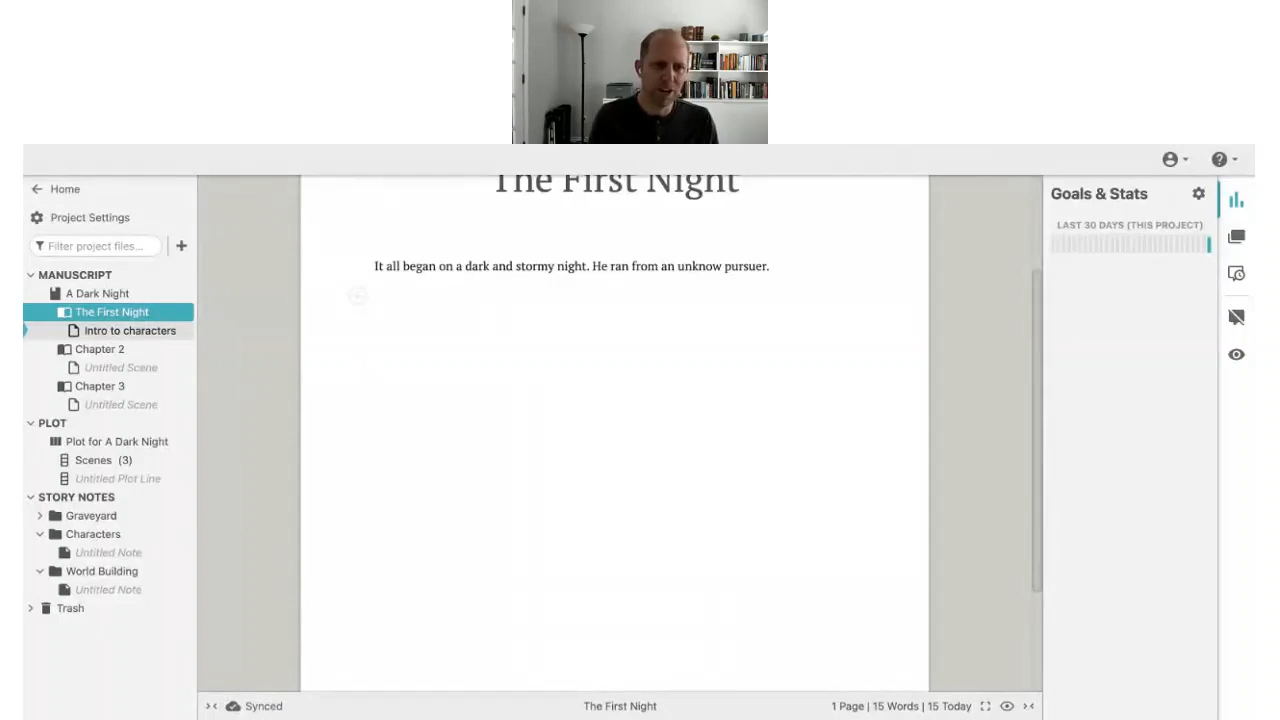 Home
Project Settings
Filter project files...
MANUSCRIPT
A Dark Night
The First Night
Intro to characters
Chapter 2
Untitled Scene
Chapter 3
Untitled Scene
PLOT
Plot for A Dark Night
Scenes (3)
Untitled Plot Line
STORY NOTES
Graveyard
Characters
Untitled Note
World Building
Untitled Note
Trash
The First Night
It all began on a dark and stormy night. He ran from an unknow pursuer.
Goals & Stats
LAST 30 DAYS (THIS PROJECT)
Synced
The First Night
1 Page | 15 Words | 15 Today